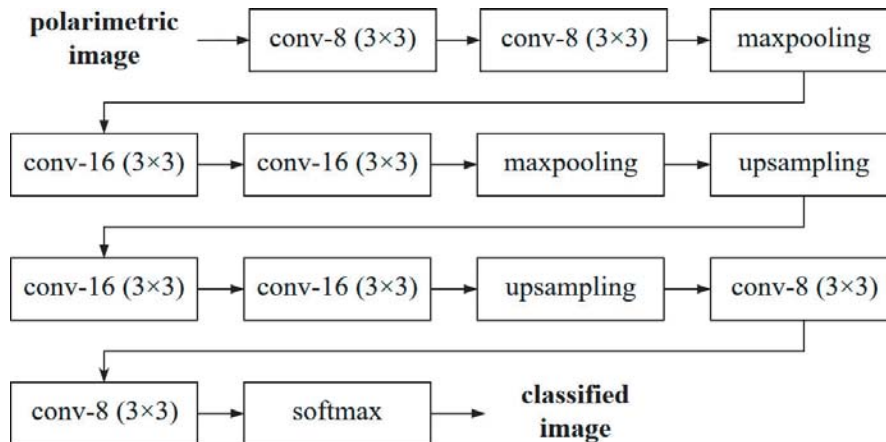 polarimetric
image
conv-8 (3×3)
conv-8 (3×3)
maxpooling
conv-16 (3×3)
conv-16 (3×3)
maxpooling
upsampling
conv-16 (3×3)
conv-16 (3×3)
upsampling
conv-8 (3×3)
conv-8 (3×3)
softmax
classified
image